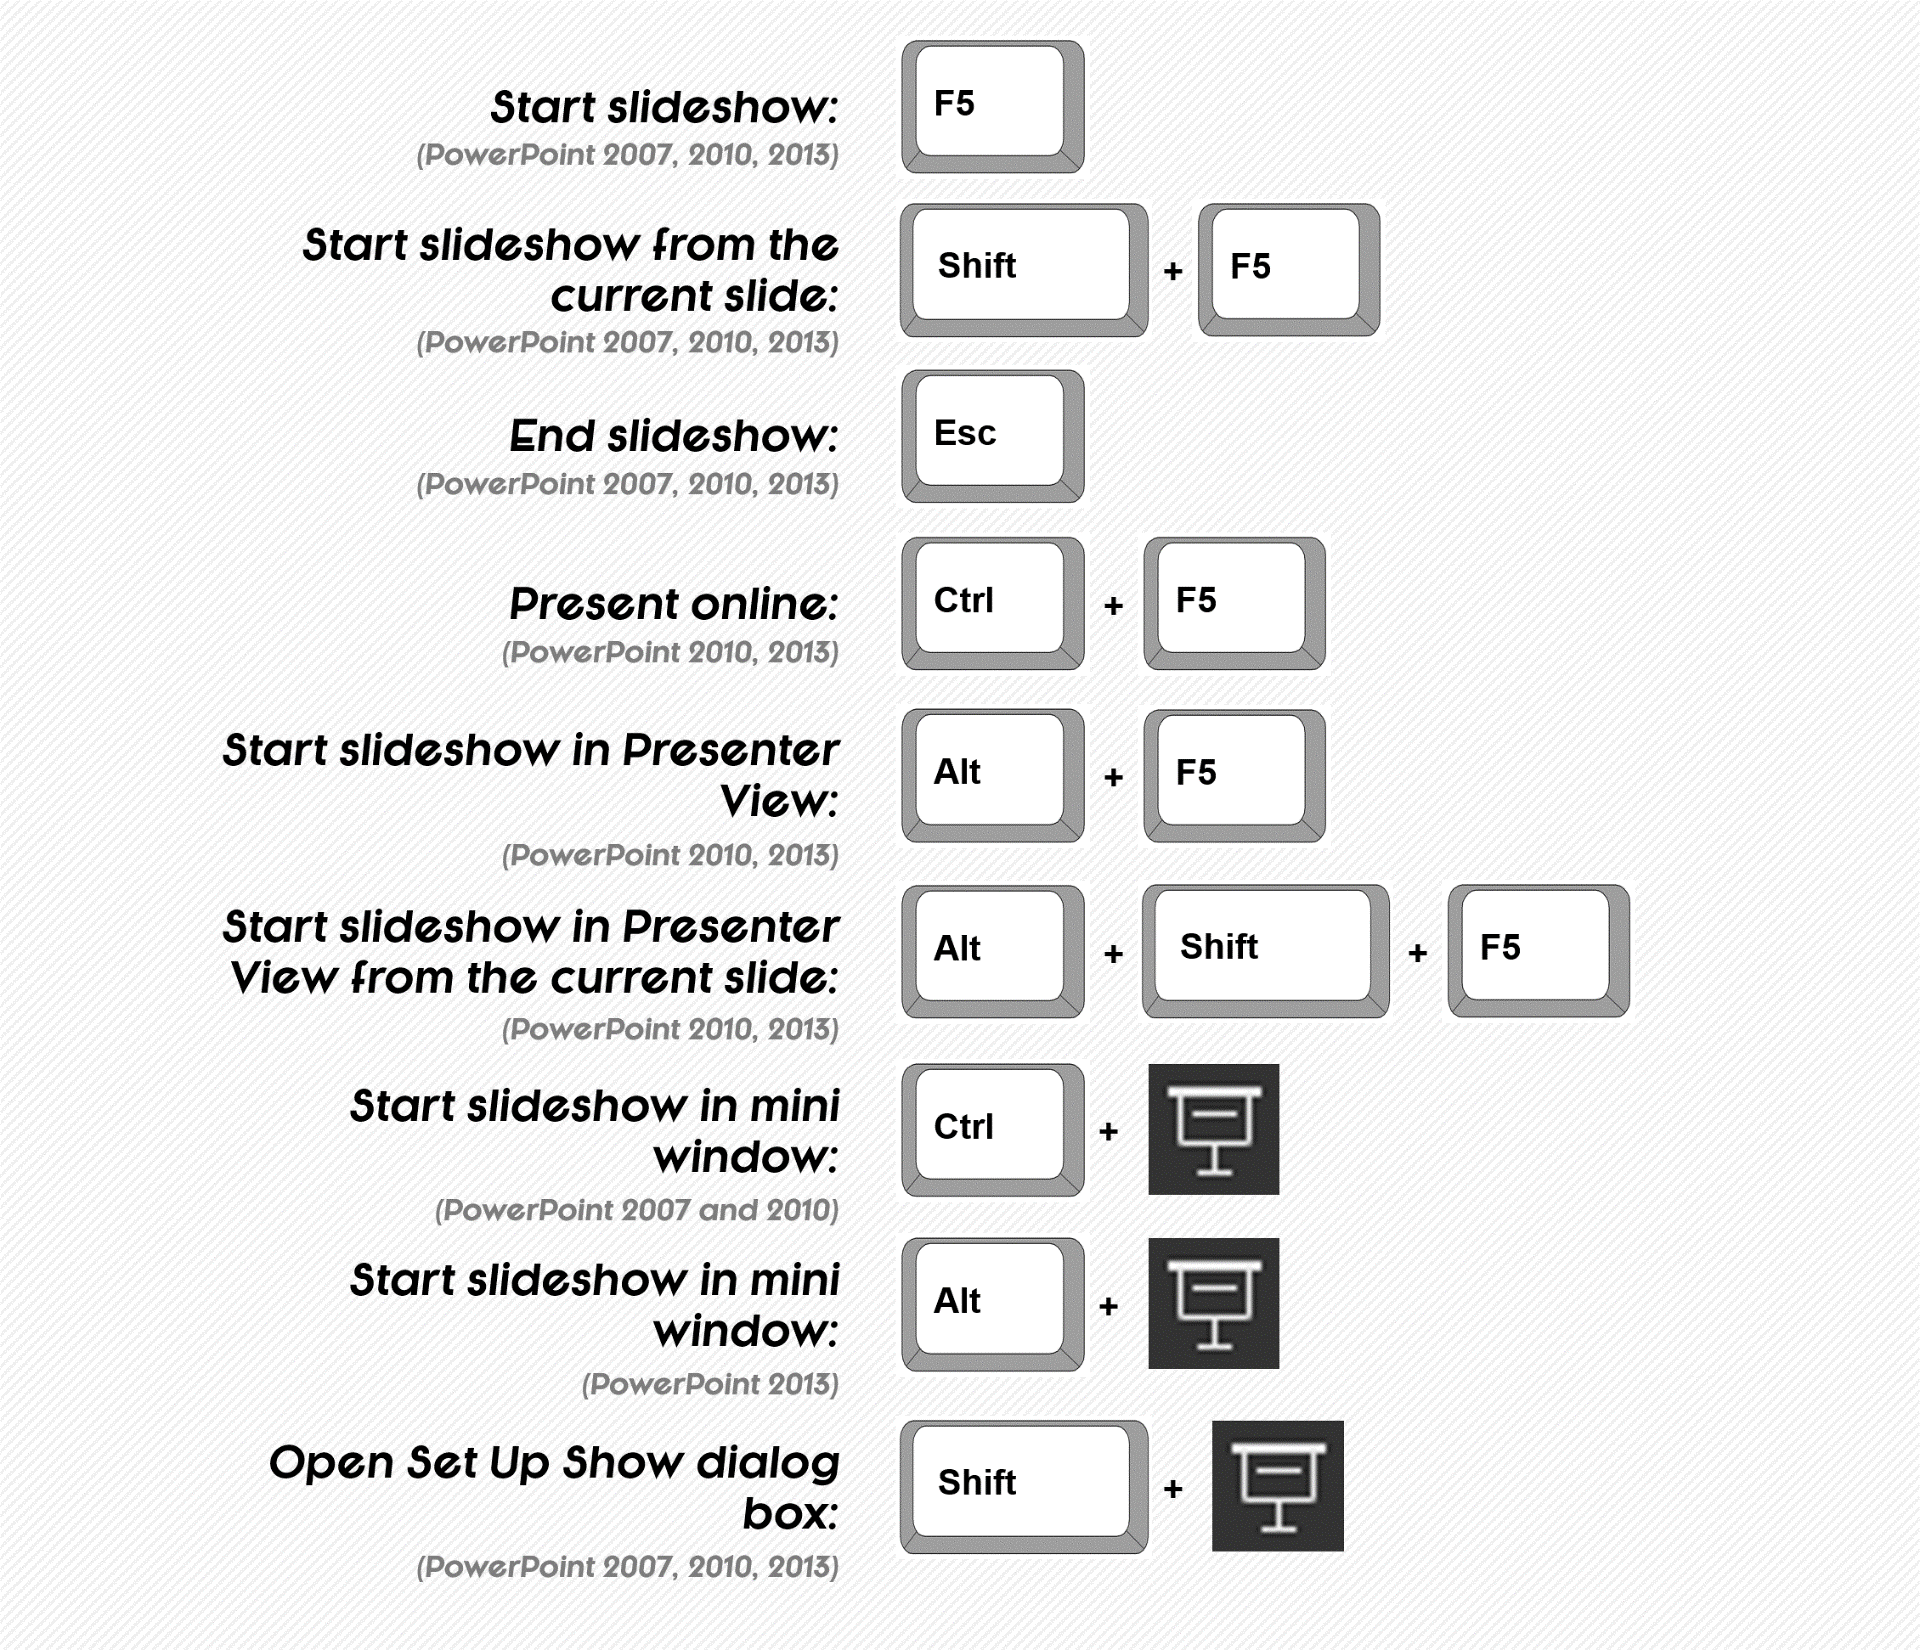 Start slideshow:
F5
(PowerPoint 2007, 2010, 2013)
Start slideshow from the
current slide:
Shift + F5
(PowerPoint 2007, 2010, 2013)
End slideshow:
Esc
(PowerPoint 2007, 2010, 2013)
Present online:
Ctrl + F5
(PowerPoint 2010, 2013)
Start slideshow in Presenter
View:
Alt + F5
(PowerPoint 2010, 2013)
Start slideshow in Presenter
View from the current slide:
Alt + Shift + F5
(PowerPoint 2010, 2013)
Start slideshow in mini
window:
Ctrl +
(PowerPoint 2007 and 2010)
Start slideshow in mini
window:
Alt +
(PowerPoint 2013)
Open Set Up Show dialog
box:
Shift +
(PowerPoint 2007, 2010, 2013)